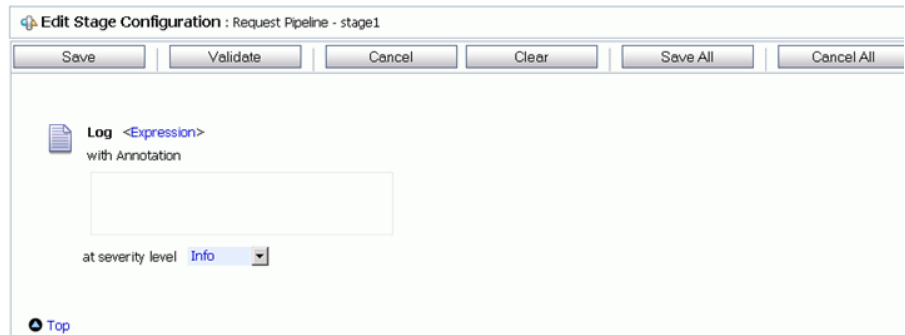 Edit Stage Configuration : Request Pipeline - stage1
Save Validate Cancel Clear Save All Cancel All
Log <Expression>
with Annotation
at severity level Info
Top